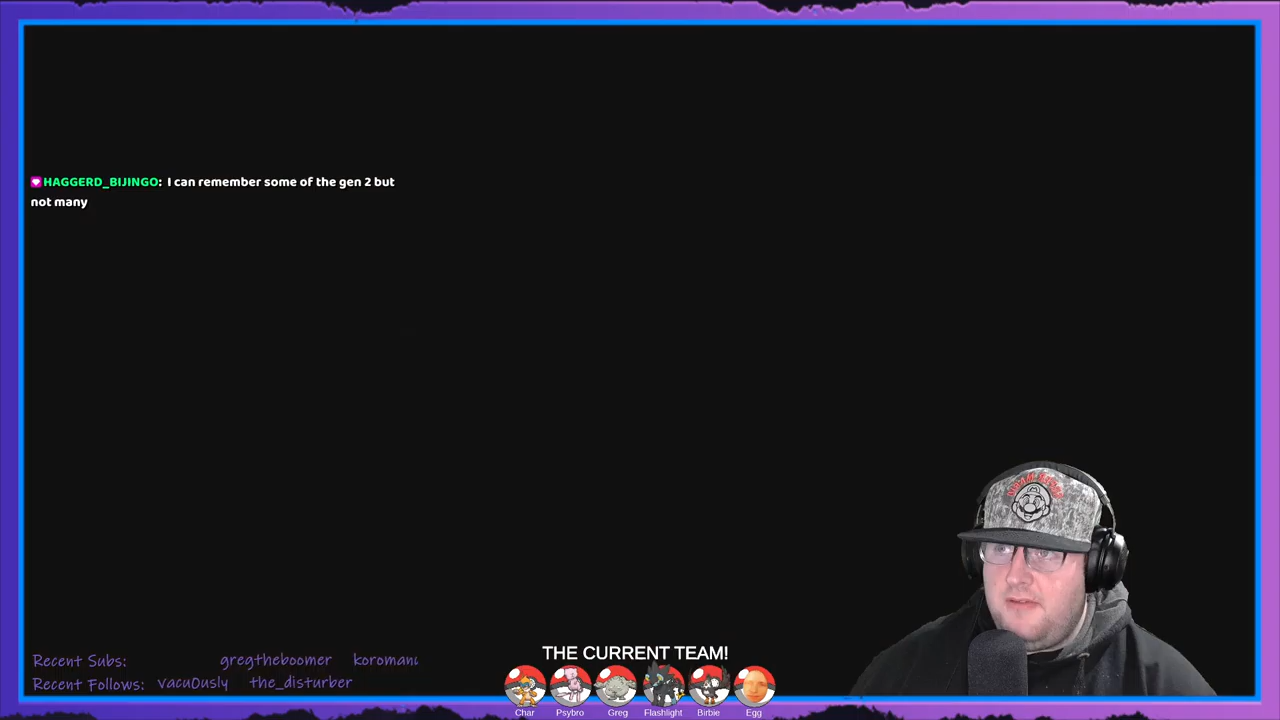 HAGGERD_BIJINGO: I can remember some of the gen 2 but
not many
Recent Subs: gregtheboomer koromani
Recent Follows: vacu0usly the_disturber
THE CURRENT TEAM!
Char Psybro Greg Flashlight Birbie Egg